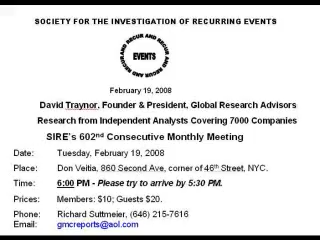 SOCIETY FOR THE INVESTIGATION OF RECURRING EVENTS
EVENTS
February 19, 2008
David Traynor, Founder & President, Global Research Advisors
Research from Independent Analysts Covering 7000 Companies
SIRE's 602nd Consecutive Monthly Meeting
Date: Tuesday, February 19, 2008
Place: Don Veitia, 860 Second Ave, corner of 46th Street, NYC.
Time: 6:00 PM - Please try to arrive by 5:30 PM.
Prices: Members: $10; Guests $20.
Phone: Richard Suttmeier, (646) 215-7616
Email: gmcreports@aol.com